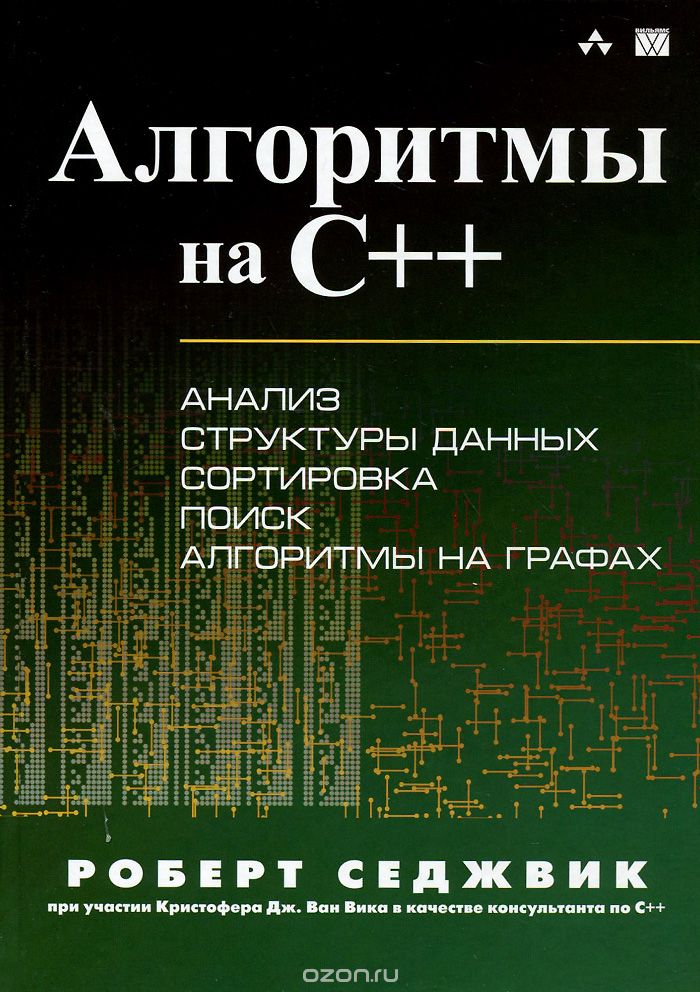 ВИЛЬЯМС
Алгоритмы
на C++
АНАЛИЗ
СТРУКТУРЫ ДАННЫХ
СОРТИРОВКА
ПОИСК
АЛГОРИТМЫ НА ГРАФАХ
РОБЕРТ СЕДЖВИК
при участии Кристофера Дж. Ван Вика в качестве консультанта по C++
ozon.ru